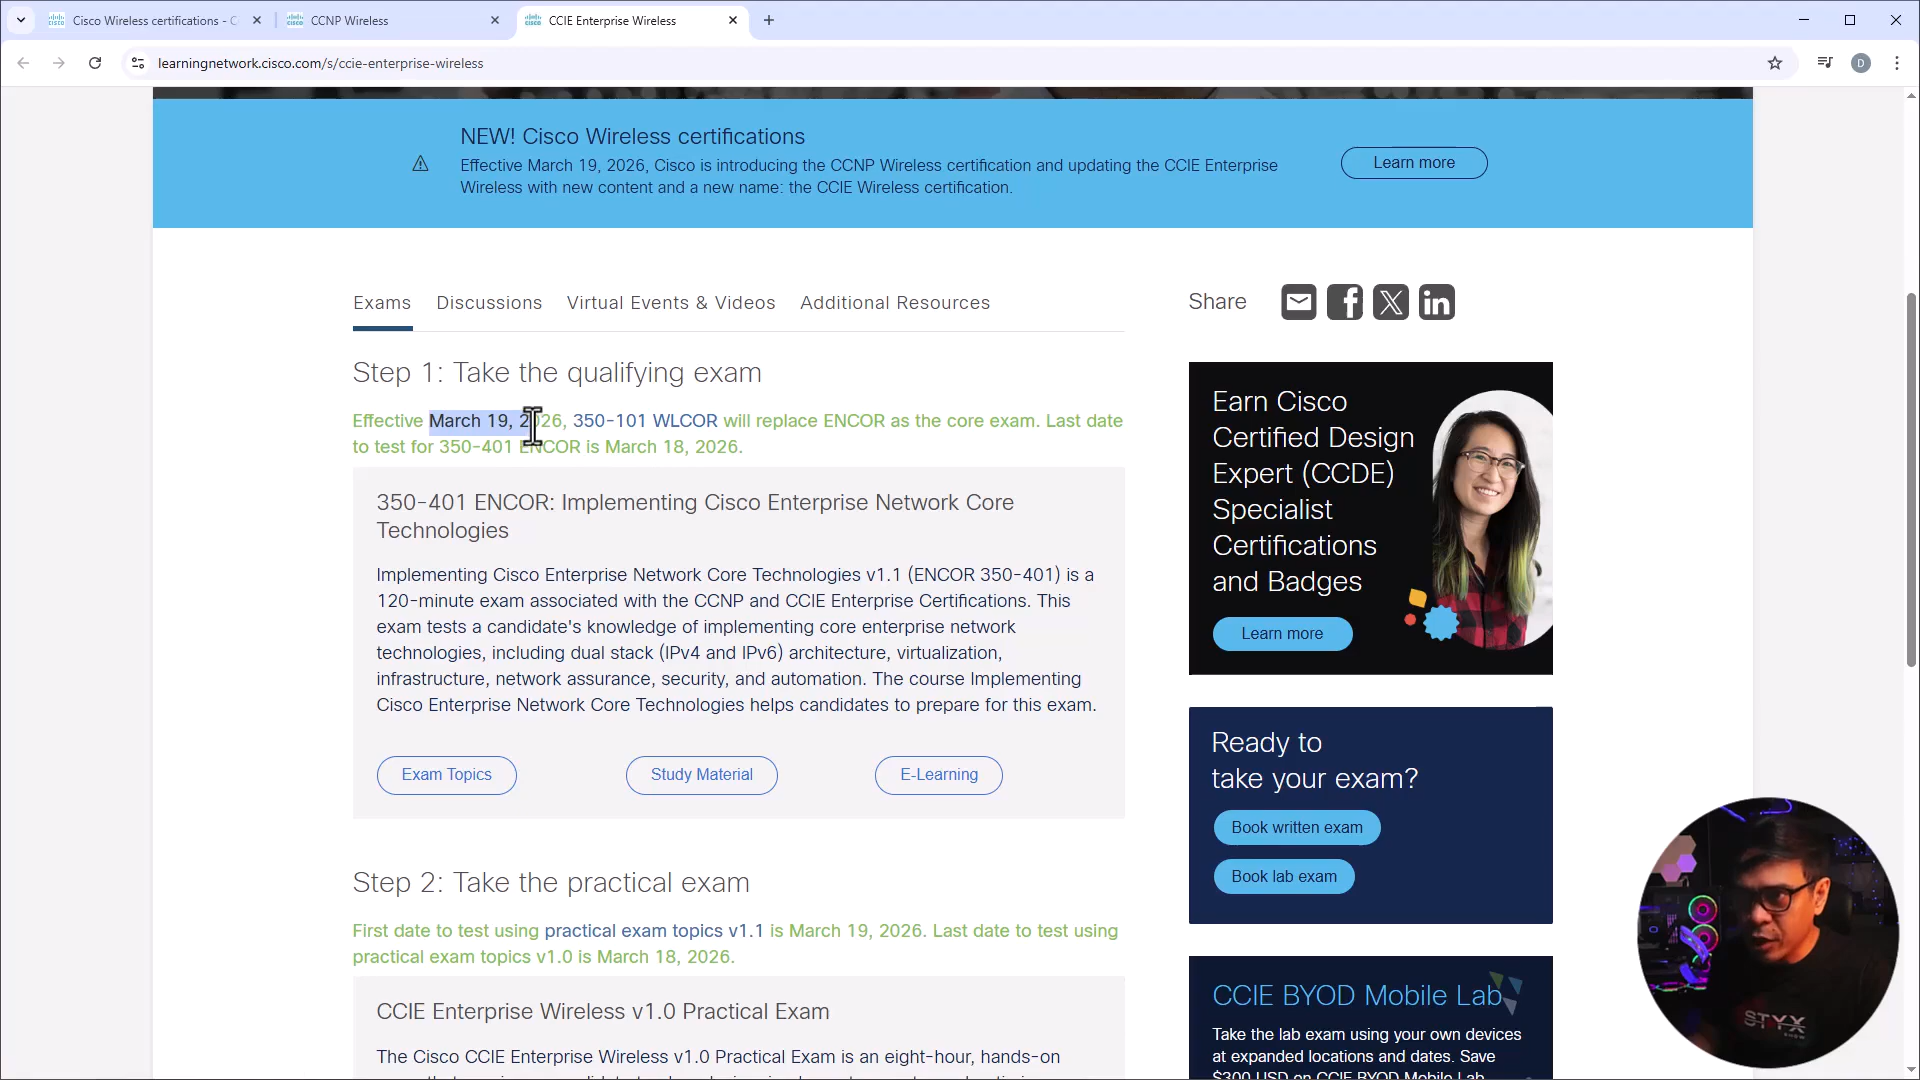 Cisco Wireless certifications - C
CCNP Wireless
CCIE Enterprise Wireless
learningnetwork.cisco.com/s/ccie-enterprise-wireless
D
NEW! Cisco Wireless certifications
Effective March 19, 2026, Cisco is introducing the CCNP Wireless certification and updating the CCIE Enterprise
Wireless with new content and a new name: the CCIE Wireless certification.
Learn more
Exams Discussions Virtual Events & Videos Additional Resources
Share
Step 1: Take the qualifying exam
Effective March 19, 2026, 350-101 WLCOR will replace ENCOR as the core exam. Last date
to test for 350-401 ENCOR is March 18, 2026.
350-401 ENCOR: Implementing Cisco Enterprise Network Core
Technologies
Implementing Cisco Enterprise Network Core Technologies v1.1 (ENCOR 350-401) is a
120-minute exam associated with the CCNP and CCIE Enterprise Certifications. This
exam tests a candidate's knowledge of implementing core enterprise network
technologies, including dual stack (IPv4 and IPv6) architecture, virtualization,
infrastructure, network assurance, security, and automation. The course Implementing
Cisco Enterprise Network Core Technologies helps candidates to prepare for this exam.
Exam Topics
Study Material
E-Learning
Step 2: Take the practical exam
First date to test using practical exam topics v1.1 is March 19, 2026. Last date to test using
practical exam topics v1.0 is March 18, 2026.
CCIE Enterprise Wireless v1.0 Practical Exam
The Cisco CCIE Enterprise Wireless v1.0 Practical Exam is an eight-hour, hands-on
Earn Cisco
Certified Design
Expert (CCDE)
Specialist
Certifications
and Badges
Learn more
Ready to
take your exam?
Book written exam
Book lab exam
CCIE BYOD Mobile Lab
Take the lab exam using your own devices
at expanded locations and dates. Save
$300 USD on CCIE BYOD Mobile Lab
STYX